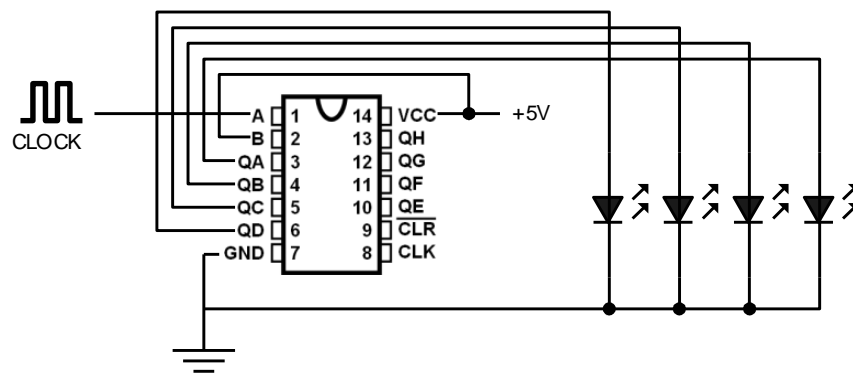 CLOCK
A 1 14 VCC +5V
B 2 13 QH
QA 3 12 QG
QB 4 11 QF
QC 5 10 QE
QD 6 9 C̅L̅R̅
GND 7 8 CLK